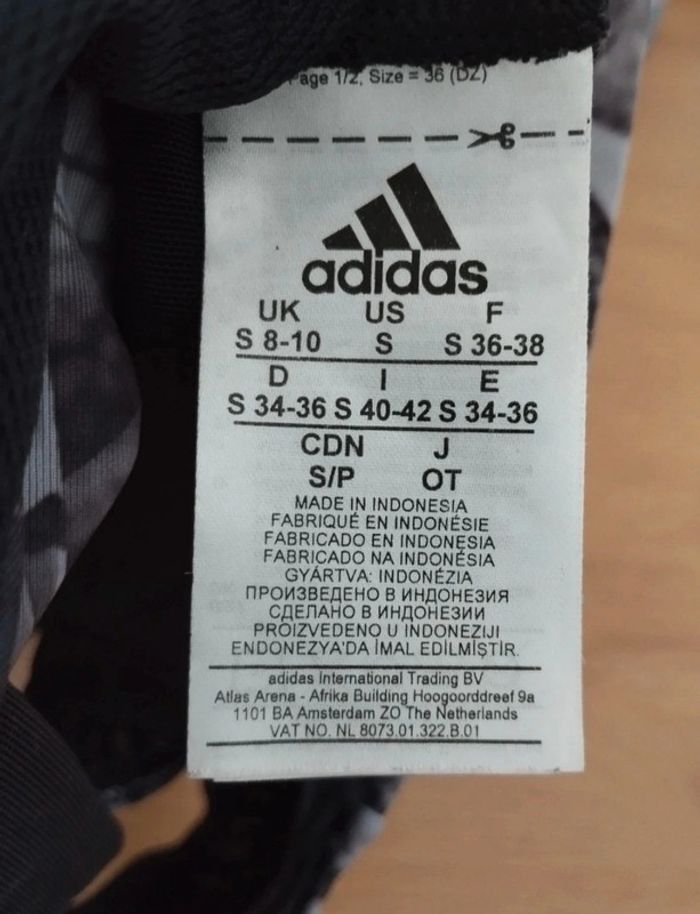 Page 1/2, Size = 36 (DZ)
adidas
UK US F
S 8-10 S S 36-38
D I E
S 34-36 S 40-42 S 34-36
CDN J
S/P OT
MADE IN INDONESIA
FABRIQUÉ EN INDONÉSIE
FABRICADO EN INDONESIA
FABRICADO NA INDONÉSIA
GYÁRTVA: INDONÉZIA
ПРОИЗВЕДЕНО В ИНДОНЕЗИЯ
СДЕЛАНО В ИНДОНЕЗИИ
PROIZVEDENO U INDONEZIJI
ENDONEZYA'DA İMAL EDİLMİŞTİR.
adidas International Trading BV
Atlas Arena - Afrika Building Hoogoorddreef 9a
1101 BA Amsterdam ZO The Netherlands
VAT NO. NL 8073.01.322.B.01